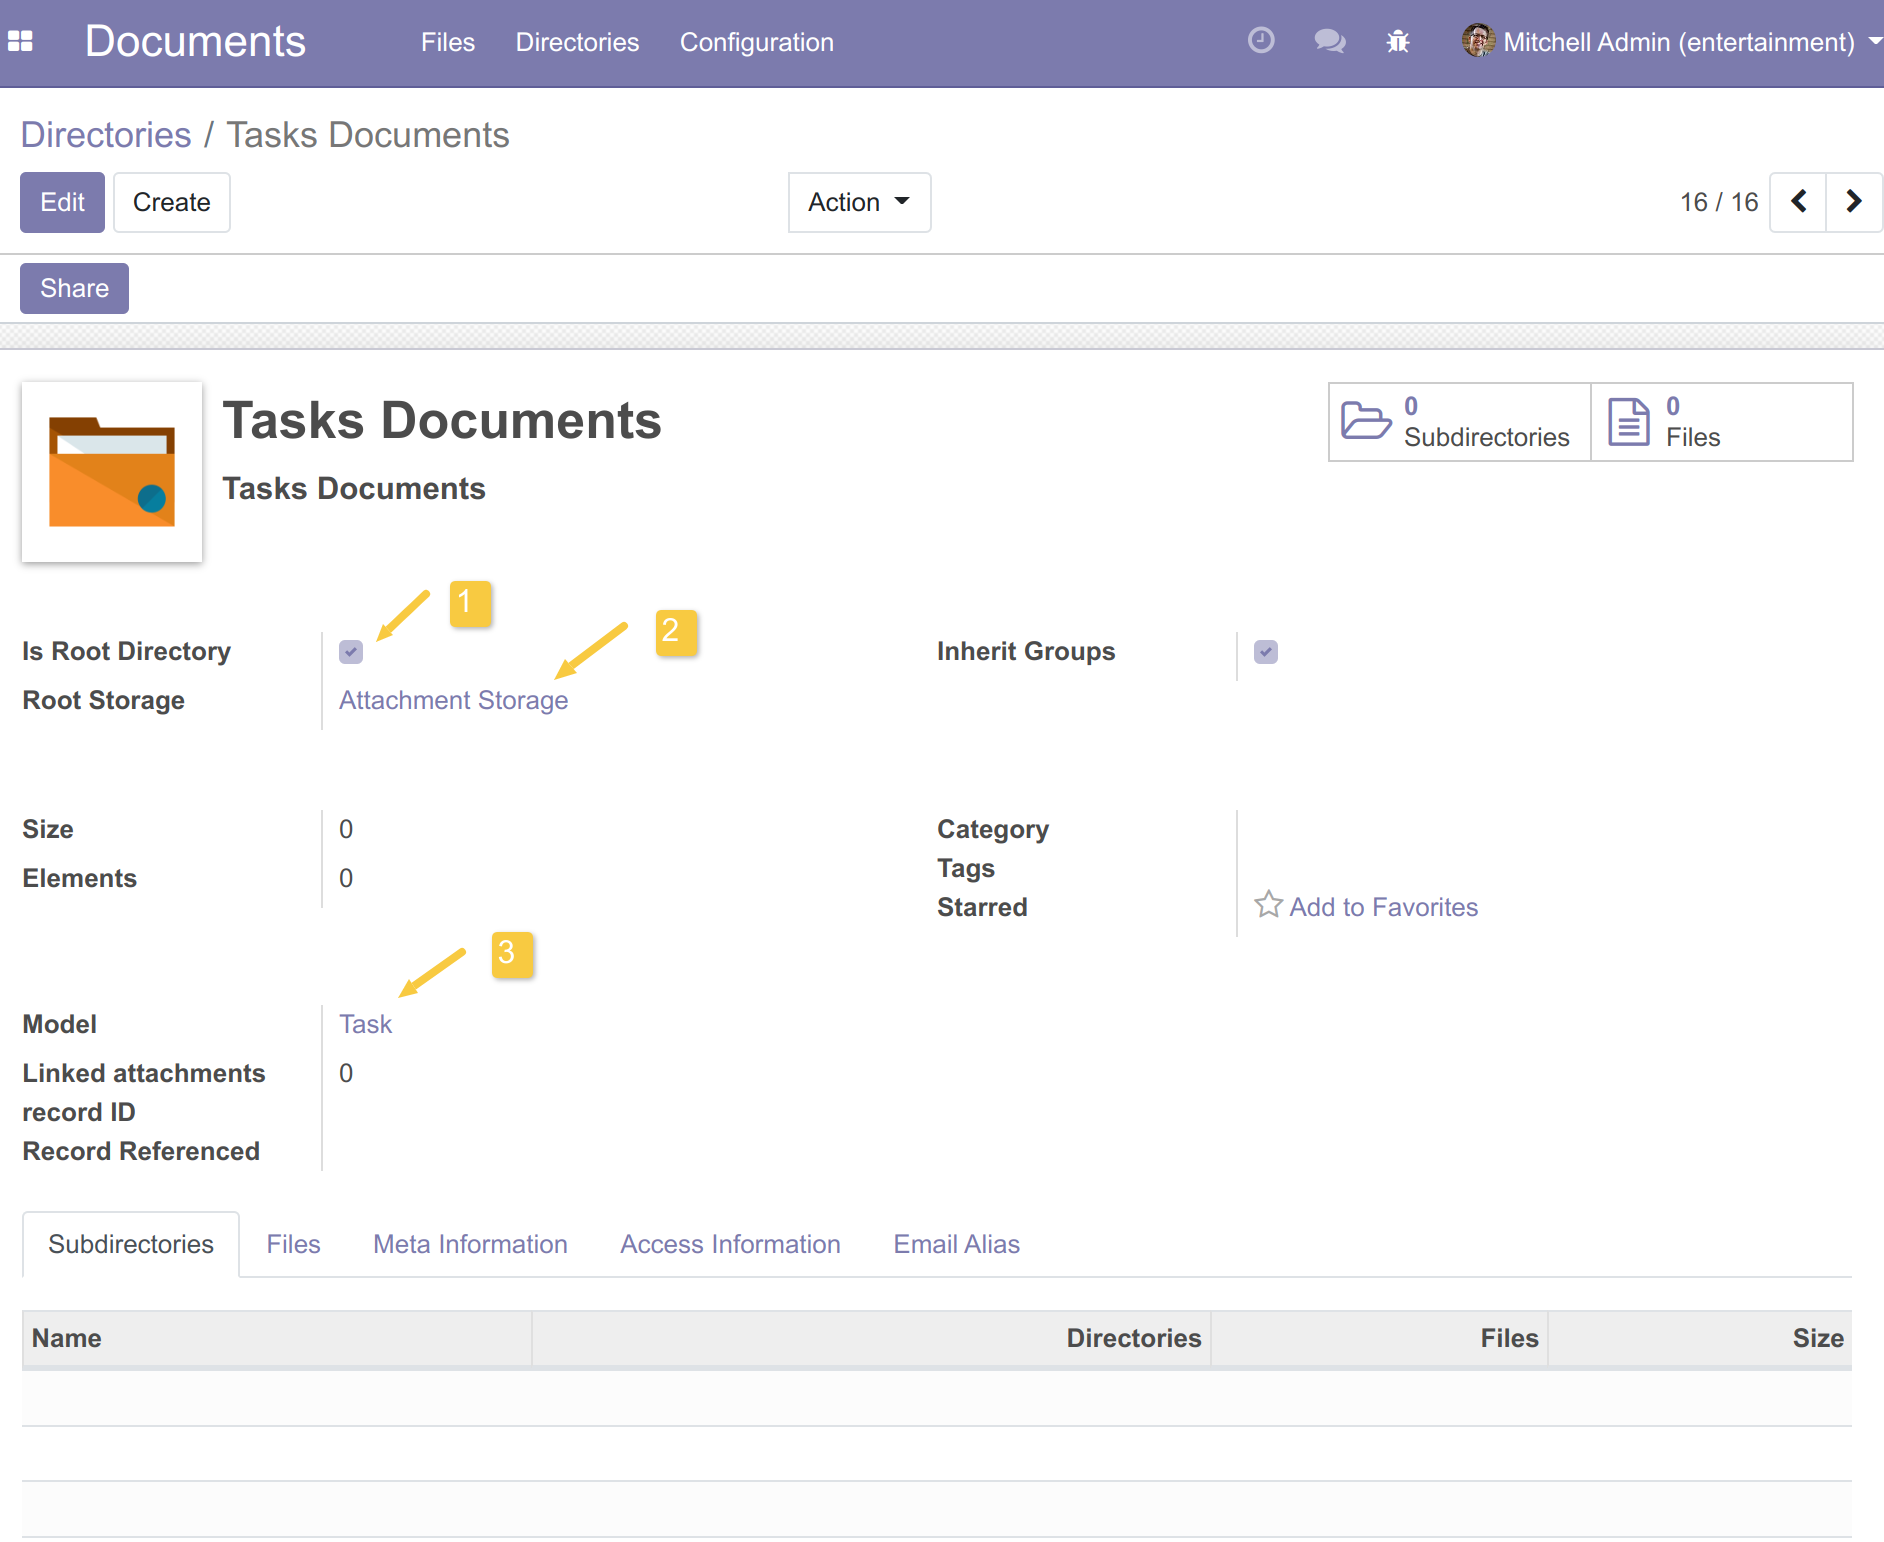 Documents Files Directories Configuration Mitchell Admin (entertainment)
Directories / Tasks Documents
Edit Create Action 16 / 16
Share
Tasks Documents
Tasks Documents
0
Subdirectories
0
Files
1
2
Is Root Directory
Root Storage Attachment Storage
Inherit Groups
Size 0
Elements 0
Category
Tags
Starred Add to Favorites
3
Model Task
Linked attachments 0
record ID
Record Referenced
Subdirectories Files Meta Information Access Information Email Alias
Name Directories Files Size